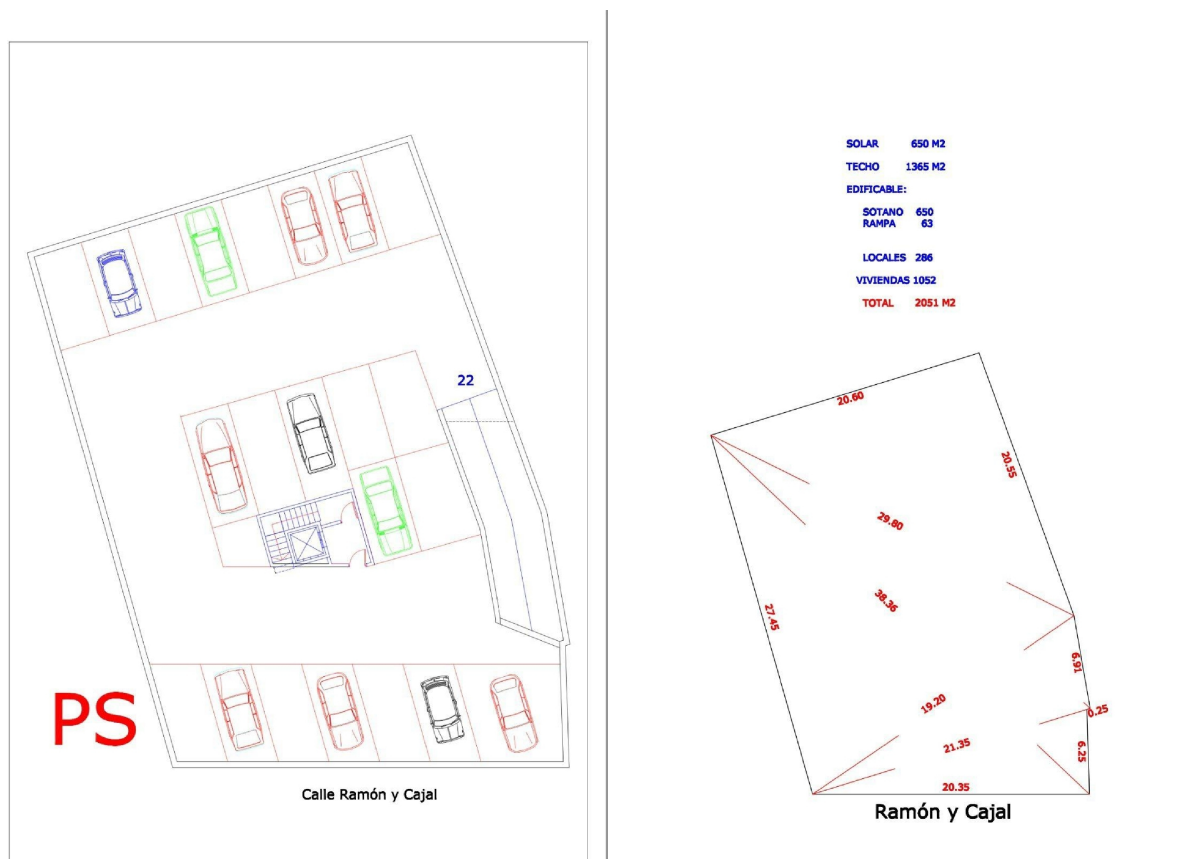 22
PS
Calle Ramón y Cajal
SOLAR 650 M2
TECHO 1365 M2
EDIFICABLE:
SOTANO 650
RAMPA 63
LOCALES 286
VIVIENDAS 1052
TOTAL 2051 M2
20.60
20.55
29.80
38.36
27.45
6.91
19.20
0.25
21.35
6.25
20.35
Ramón y Cajal